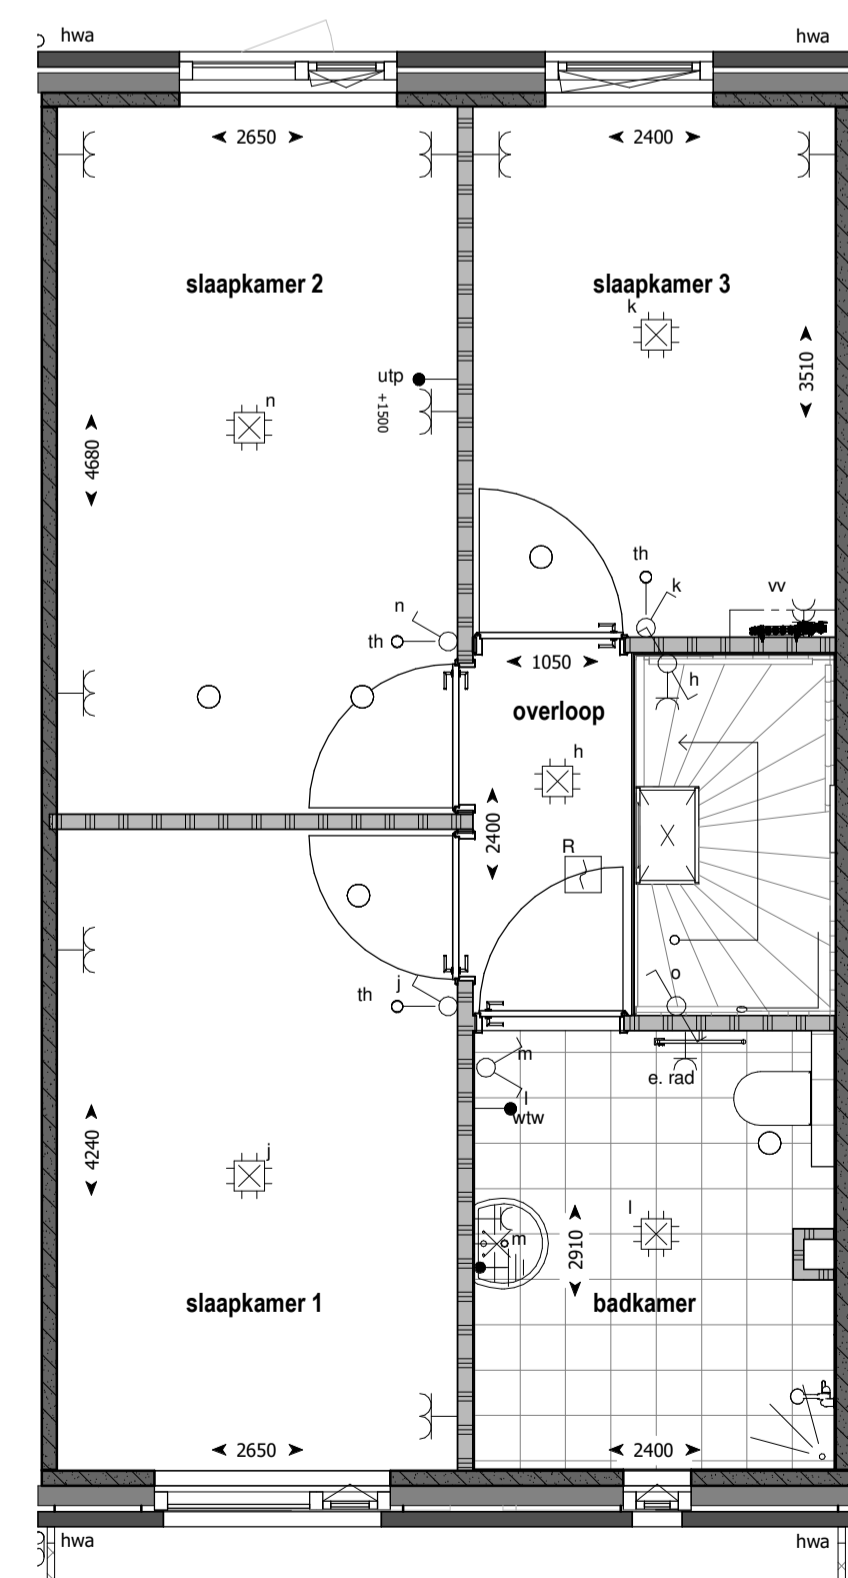 hwa
hwa
2650
2400
slaapkamer 2
slaapkamer 3
k
3510
utp
+1500
n
4680
th
k
vv
n
th
1050
h
overloop
h
2400
R
j
th
o
m
e. rad
l
wtw
4240
j
l
m
2910
slaapkamer 1
badkamer
2650
2400
hwa
hwa